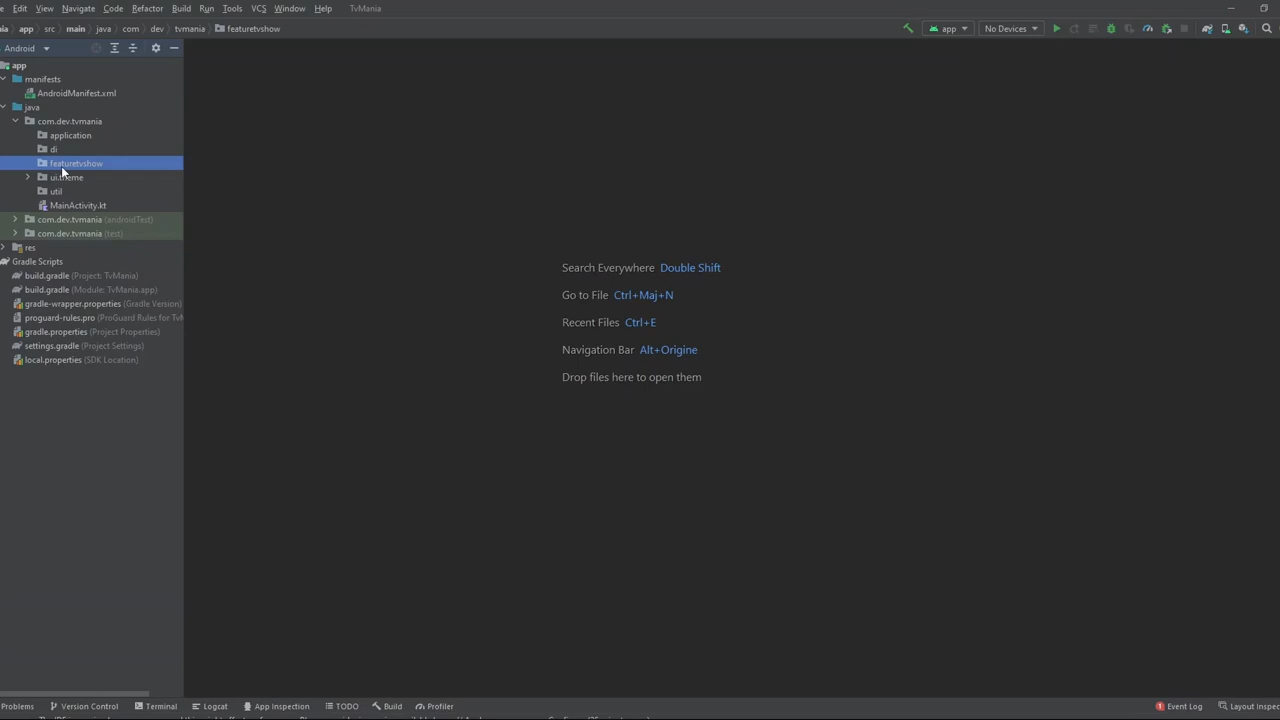 Edit View Navigate Code Refactor Build Run Tools VCS Window Help TvMania
app src main java com dev tvmania featuretvshow app No Devices
Android
app
manifests
AndroidManifest.xml
java
com.dev.tvmania
application
di
featuretvshow
ui.theme
util
MainActivity.kt
com.dev.tvmania (androidTest)
com.dev.tvmania (test)
res
Gradle Scripts
build.gradle (Project: TvMania)
build.gradle (Module: TvMania.app)
gradle-wrapper.properties (Gradle Version)
proguard-rules.pro (ProGuard Rules for TvM
gradle.properties (Project Properties)
settings.gradle (Project Settings)
local.properties (SDK Location)
Search Everywhere Double Shift
Go to File Ctrl+Maj+N
Recent Files Ctrl+E
Navigation Bar Alt+Origine
Drop files here to open them
Problems Version Control Terminal Logcat App Inspection TODO Build Profiler Event Log Layout Inspec